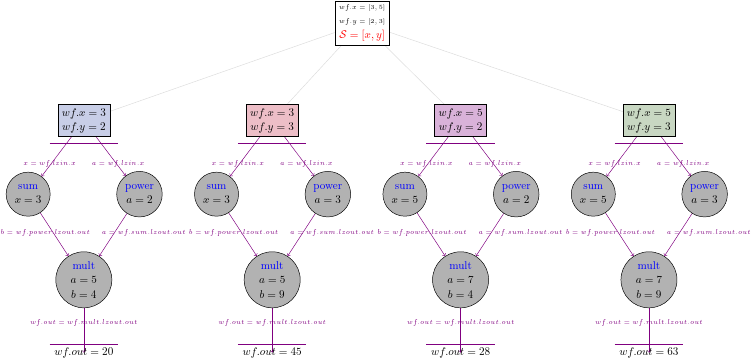 wf.x = [3, 5]
wf.y = [2, 3]
S = [x, y]
wf.x = 3
wf.y = 2
wf.x = 3
wf.y = 3
wf.x = 5
wf.y = 2
wf.x = 5
wf.y = 3
x = wf.lzin.x a = wf.lzin.x
x = wf.lzin.x a = wf.lzin.x
x = wf.lzin.x a = wf.lzin.x
x = wf.lzin.x a = wf.lzin.x
sum
x = 3
power
a = 2
sum
x = 3
power
a = 3
sum
x = 5
power
a = 2
sum
x = 5
power
a = 3
b = wf.power.lzout.out a = wf.sum.lzout.out
b = wf.power.lzout.out a = wf.sum.lzout.out
b = wf.power.lzout.out a = wf.sum.lzout.out
b = wf.power.lzout.out a = wf.sum.lzout.out
mult
a = 5
b = 4
mult
a = 5
b = 9
mult
a = 7
b = 4
mult
a = 7
b = 9
wf.out = wf.mult.lzout.out
wf.out = wf.mult.lzout.out
wf.out = wf.mult.lzout.out
wf.out = wf.mult.lzout.out
wf.out = 20
wf.out = 45
wf.out = 28
wf.out = 63